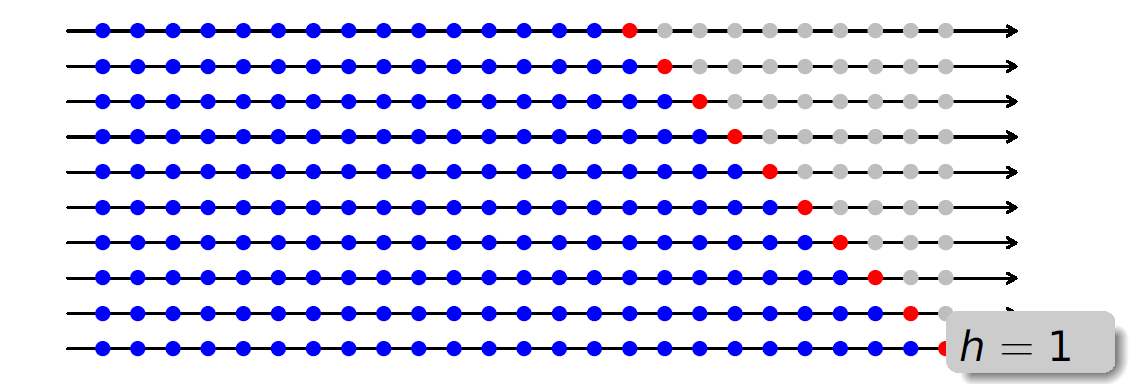 h = 1